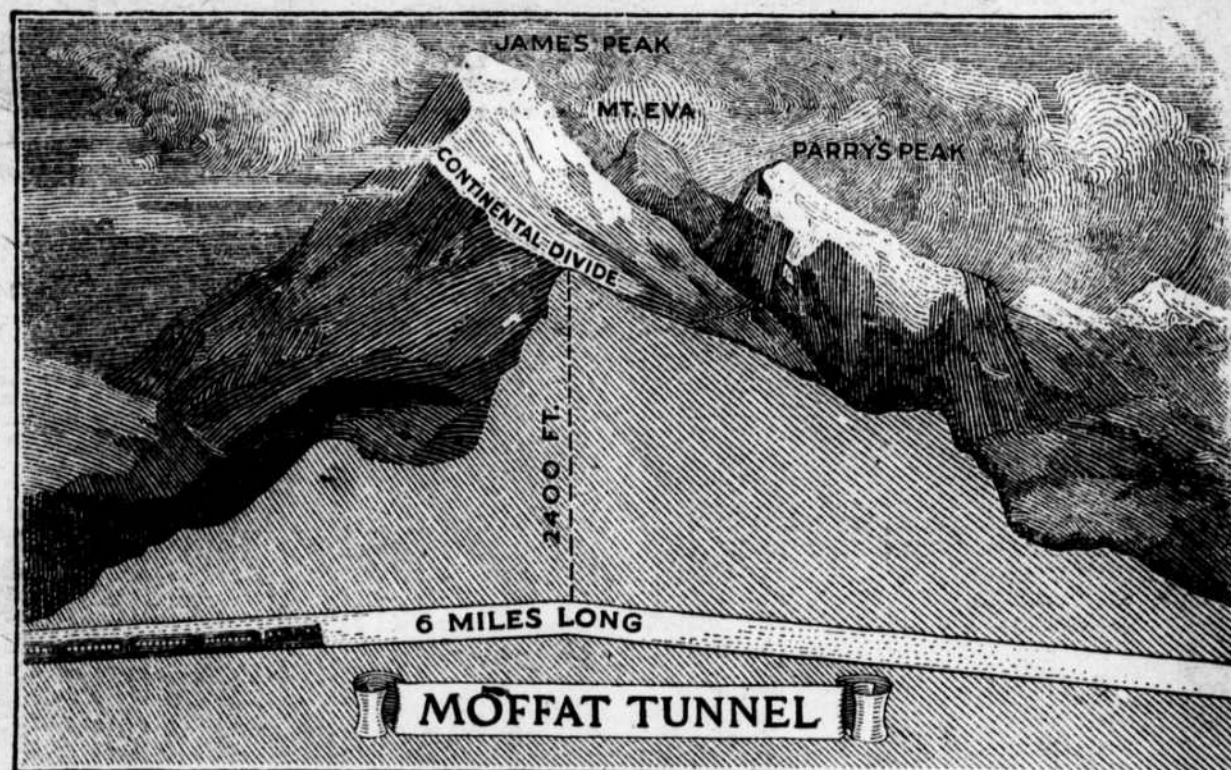 JAMES PEAK
MT. EVA
PARRY'S PEAK
CONTINENTAL-DIVIDE
2400 FT.
6 MILES LONG
MOFFAT TUNNEL